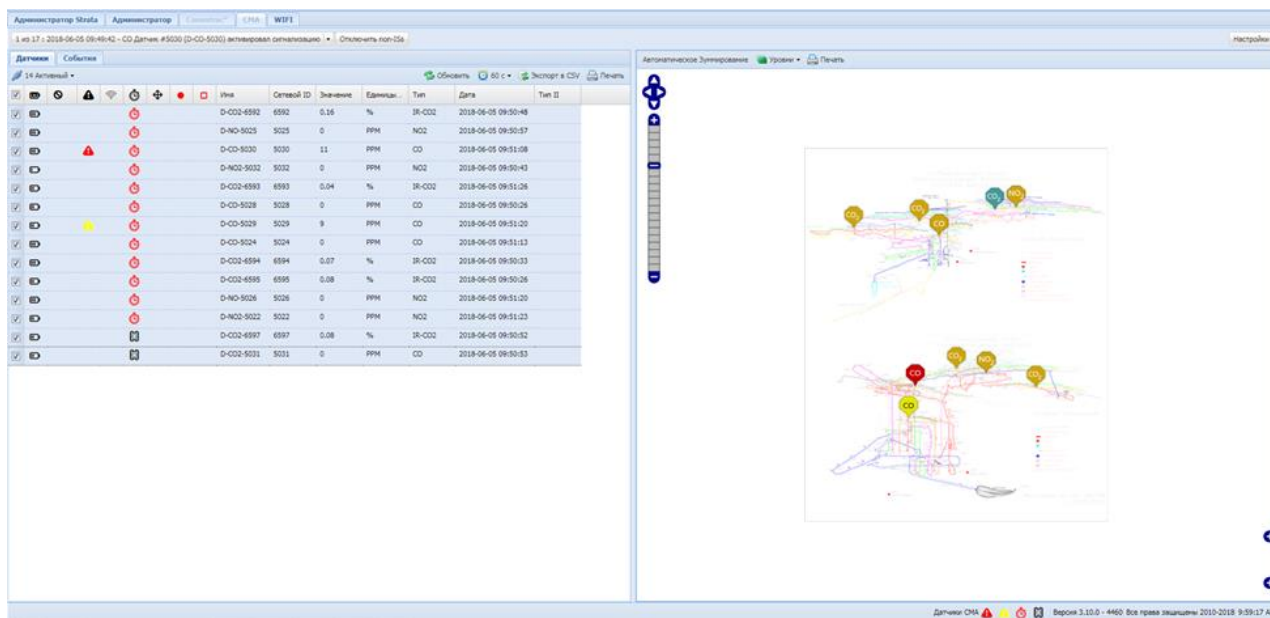 Администратор Strata Администратор Connector* CMA WIFI
1 из 17 : 2018-06-05 09:49:42 - CO Датчик #5030 (D-CO-5030) активировал сигнализацию Отключить non-ISs Настройки
Датчики События
14 Активный Обновить 60 с Экспорт в CSV Печать
Автоматическое Зуммирование Уровни Печать
Имя Сетевой ID Значение Единицы... Тип Дата Тип II
D-CO2-6592 6592 0.16 % IR-CO2 2018-06-05 09:50:48
D-NO-5025 5025 0 PPM NO2 2018-06-05 09:50:57
D-CO-5030 5030 11 PPM CO 2018-06-05 09:51:08
D-NO2-5032 5032 0 PPM NO2 2018-06-05 09:50:43
D-CO2-6593 6593 0.04 % IR-CO2 2018-06-05 09:51:26
D-CO-5028 5028 0 PPM CO 2018-06-05 09:50:26
D-CO-5029 5029 9 PPM CO 2018-06-05 09:51:20
D-CO-5024 5024 0 PPM CO 2018-06-05 09:51:13
D-CO2-6594 6594 0.07 % IR-CO2 2018-06-05 09:50:33
D-CO2-6595 6595 0.08 % IR-CO2 2018-06-05 09:50:26
D-NO-5026 5026 0 PPM NO2 2018-06-05 09:51:20
D-NO2-5022 5022 0 PPM NO2 2018-06-05 09:51:23
D-CO2-6597 6597 0.08 % IR-CO2 2018-06-05 09:50:52
D-CO2-5031 5031 0 PPM CO 2018-06-05 09:50:53
CO2 NO2
CO2 CO2
CO
CO2 NO2
CO CO2
CO
Датчики CMA Версия 3.10.0 - 4460 Все права защищены 2010-2018 9:59:17 A